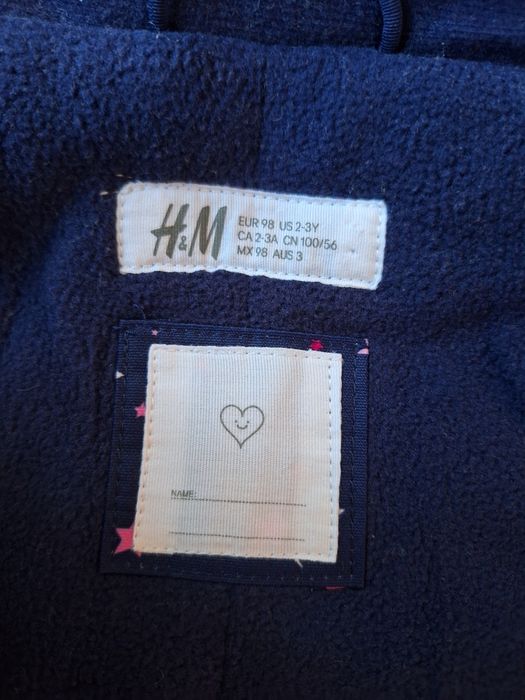 H&M
EUR 98 US 2-3Y
CA 2-3A CN 100/56
MX 98 AUS 3
NAME: